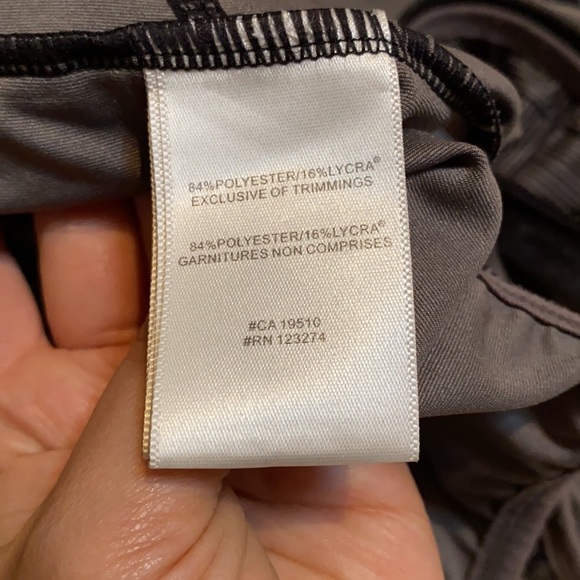 84%POLYESTER/16%LYCRA®
EXCLUSIVE OF TRIMMINGS
84%POLYESTER/16%LYCRA®
GARNITURES NON COMPRISES
#CA 19510
#RN 123274